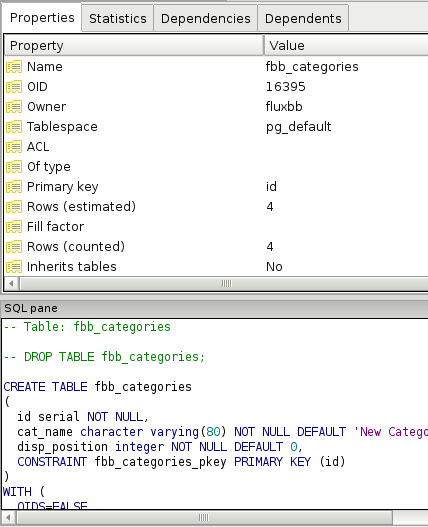 Properties Statistics Dependencies Dependents
Property Value
Name fbb_categories
OID 16395
Owner fluxbb
Tablespace pg_default
ACL
Of type
Primary key id
Rows (estimated) 4
Fill factor
Rows (counted) 4
Inherits tables No
SQL pane
-- Table: fbb_categories
-- DROP TABLE fbb_categories;
CREATE TABLE fbb_categories
(
id serial NOT NULL,
cat_name character varying(80) NOT NULL DEFAULT 'New Catego
disp_position integer NOT NULL DEFAULT 0,
CONSTRAINT fbb_categories_pkey PRIMARY KEY (id)
)
WITH (
OIDS=FALSE